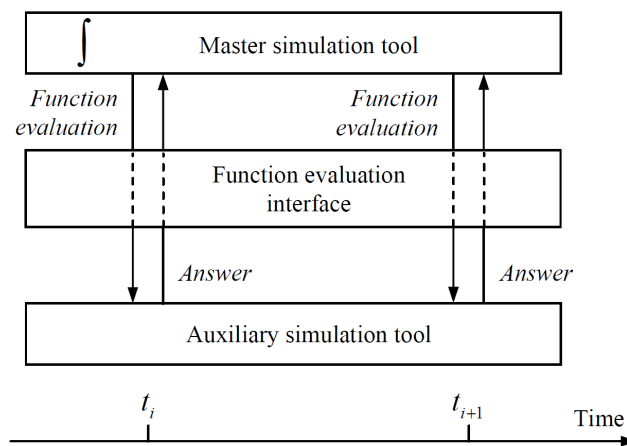 ∫ Master simulation tool
Function
evaluation
Function
evaluation
Function evaluation
interface
Answer
Answer
Auxiliary simulation tool
t_i
t_{i+1}
Time